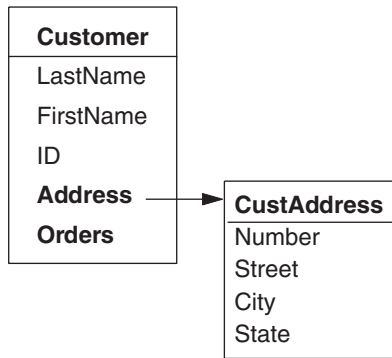 Customer
LastName
FirstName
ID
Address
Orders
CustAddress
Number
Street
City
State